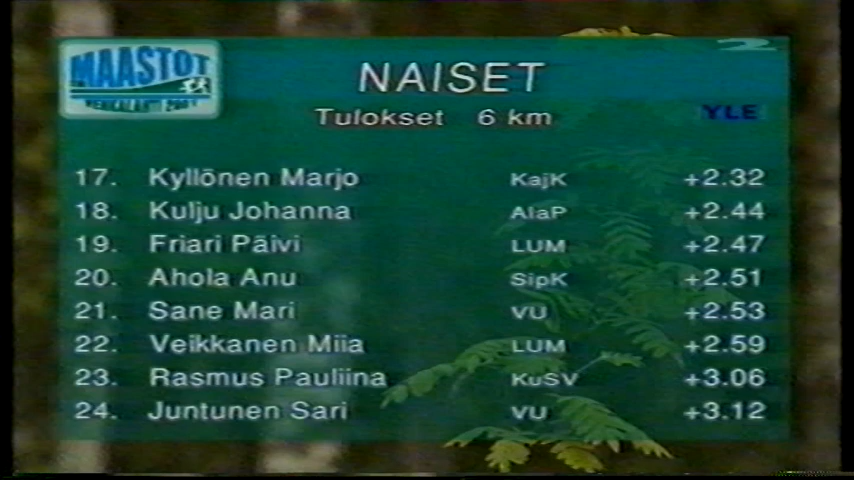 MAASTOT
NAISET
Tulokset 6 km
YLE
2
17. Kyllönen Marjo KajK +2.32
18. Kulju Johanna AlaP +2.44
19. Friari Päivi LUM +2.47
20. Ahola Anu SipK +2.51
21. Sane Mari VU +2.53
22. Veikkanen Miia LUM +2.59
23. Rasmus Pauliina KuSV +3.06
24. Juntunen Sari VU +3.12